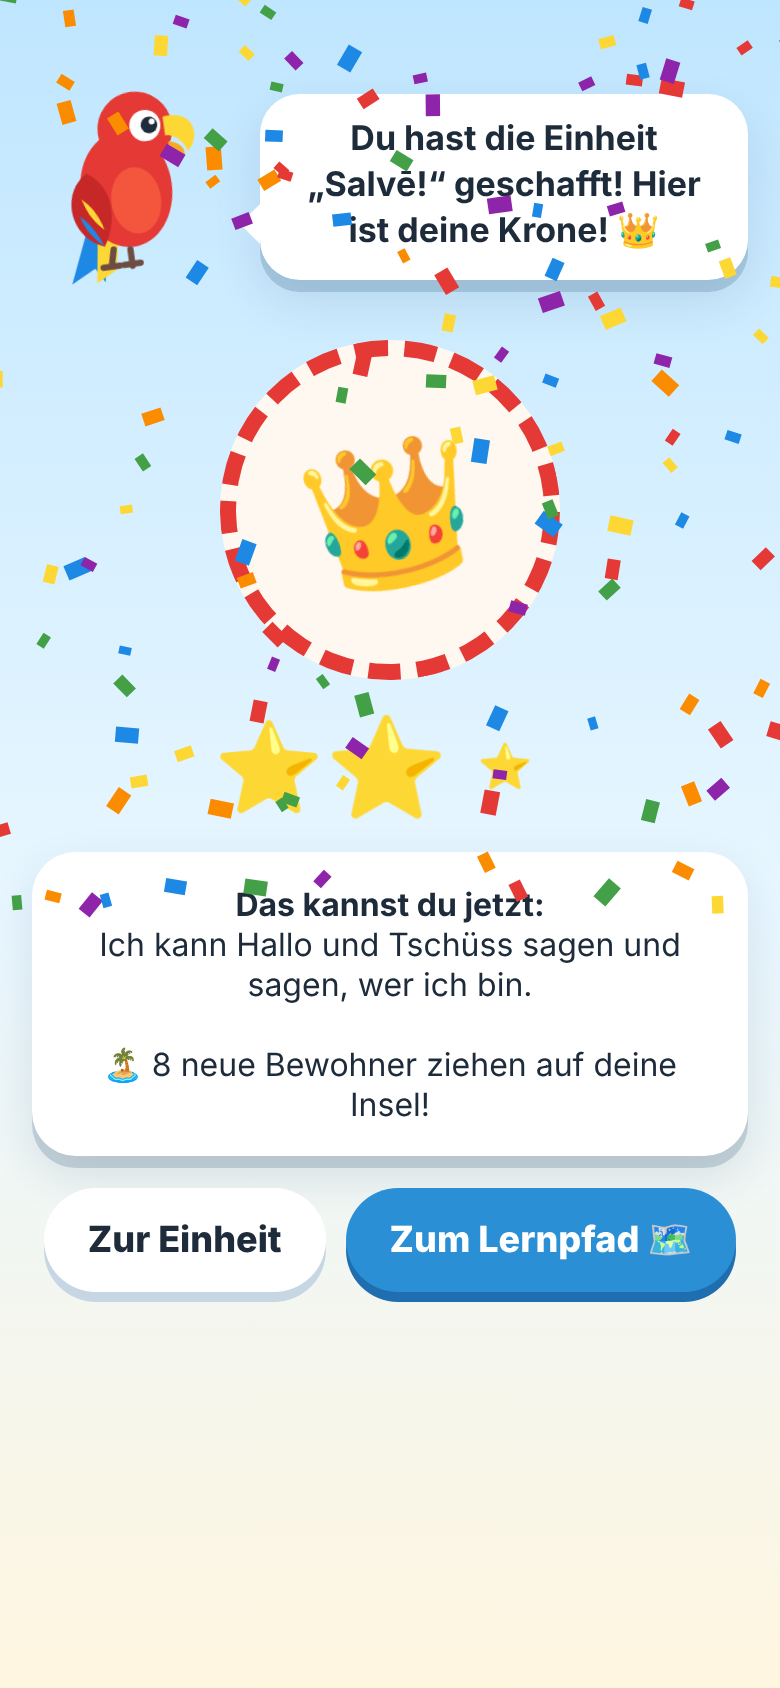 Du hast die Einheit
„Salvē!“ geschafft! Hier
ist deine Krone! 👑
Das kannst du jetzt:
Ich kann Hallo und Tschüss sagen und
sagen, wer ich bin.
🏝️ 8 neue Bewohner ziehen auf deine
Insel!
Zur Einheit
Zum Lernpfad 🗺️